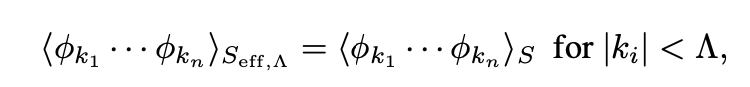 ⟨ϕ_{k_1} ⋯ ϕ_{k_n}⟩_{S_{eff,Λ}} = ⟨ϕ_{k_1} ⋯ ϕ_{k_n}⟩_S for |k_i| < Λ,